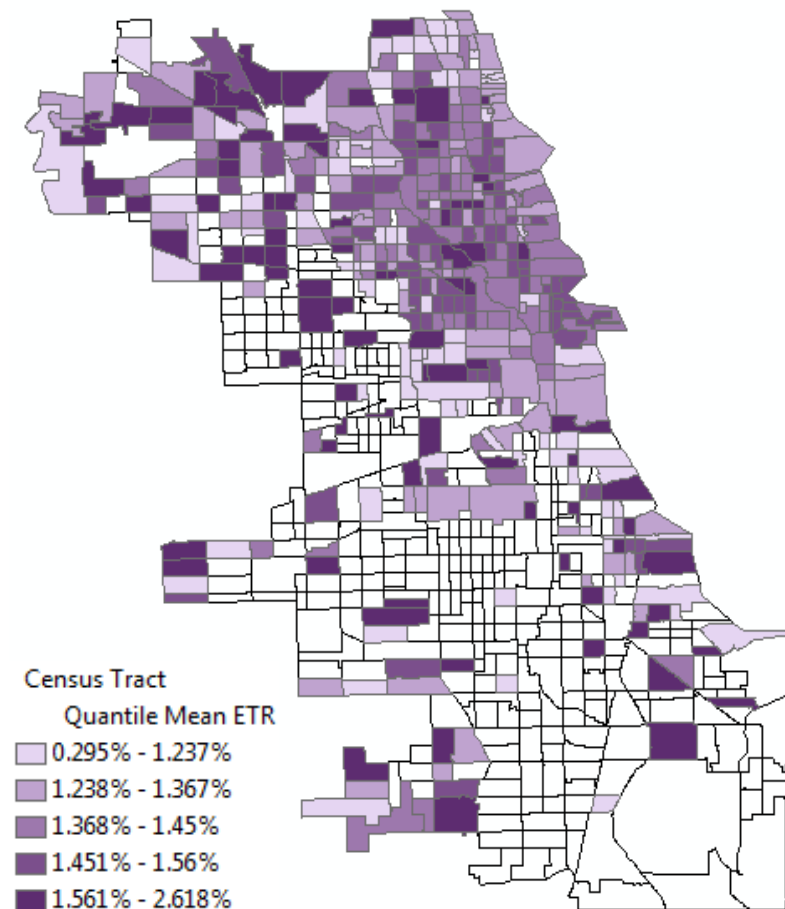 Census Tract
Quantile Mean ETR
0.295% - 1.237%
1.238% - 1.367%
1.368% - 1.45%
1.451% - 1.56%
1.561% - 2.618%